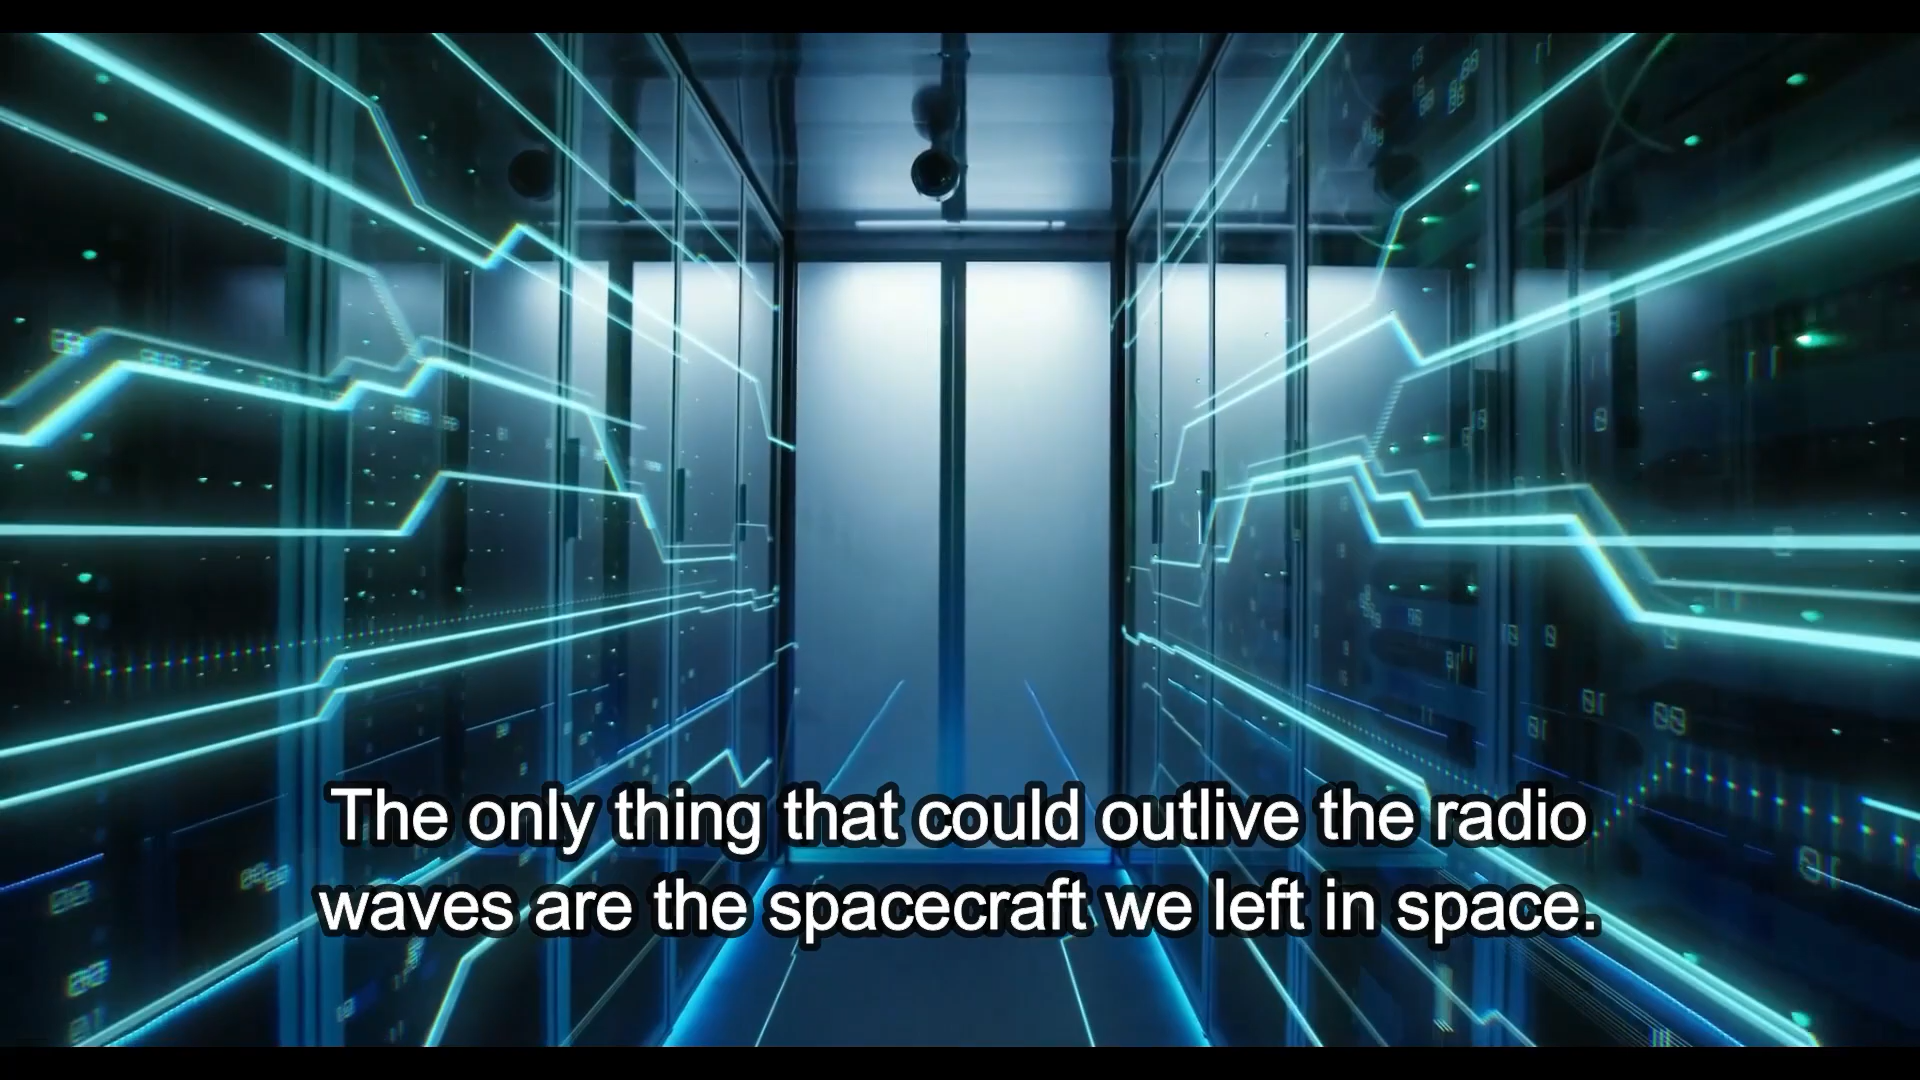 The only thing that could outlive the radio
waves are the spacecraft we left in space.